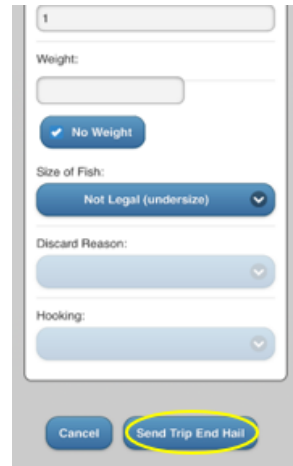 1
Weight:
No Weight
Size of Fish:
Not Legal (undersize)
Discard Reason:
Hooking:
Cancel
Send Trip End Hail